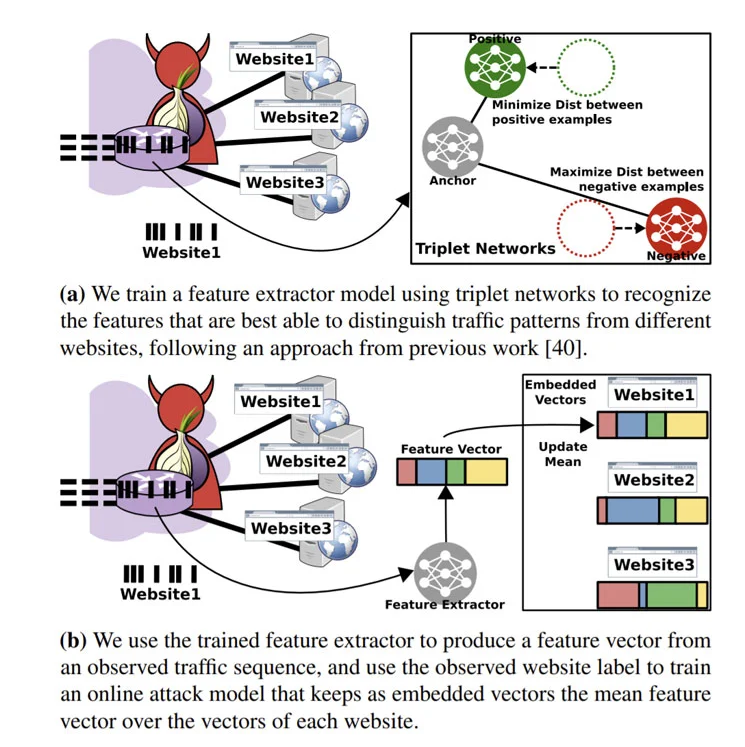 Website1
Website2
Website3
Website1
Positive
Minimize Dist between
positive examples
Anchor
Maximize Dist between
negative examples
Negative
Triplet Networks
(a) We train a feature extractor model using triplet networks to recognize
the features that are best able to distinguish traffic patterns from different
websites, following an approach from previous work [40].
Website1
Website2
Website3
Website1
Feature Vector
Feature Extractor
Embedded
Vectors
Update
Mean
Website1
Website2
Website3
(b) We use the trained feature extractor to produce a feature vector from
an observed traffic sequence, and use the observed website label to train
an online attack model that keeps as embedded vectors the mean feature
vector over the vectors of each website.